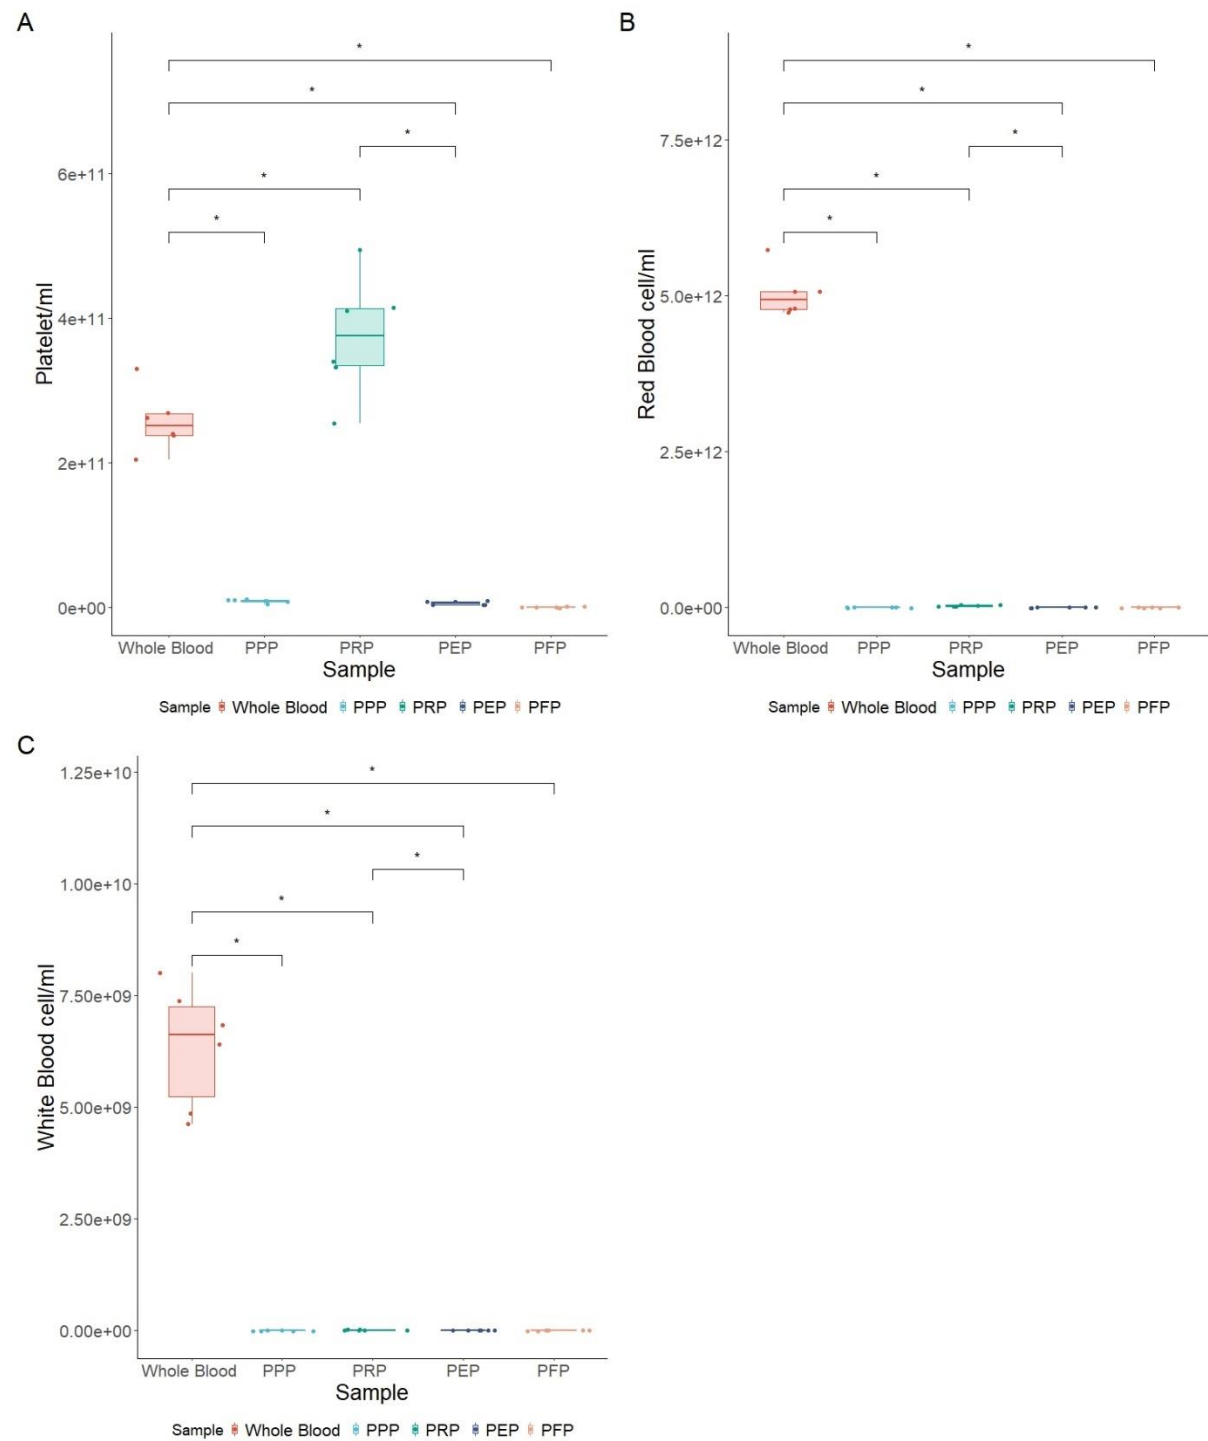 A
*
*
*
6e+11
*
*
4e+11
Platelet/ml
2e+11
0e+00
Whole Blood PPP PRP PEP PFP
Sample
Sample Whole Blood PPP PRP PEP PFP
B
*
*
*
7.5e+12
*
*
5.0e+12
Red Blood cell/ml
2.5e+12
0.0e+00
Whole Blood PPP PRP PEP PFP
Sample
Sample Whole Blood PPP PRP PEP PFP
C
*
1.25e+10
*
*
1.00e+10
*
*
7.50e+09
White Blood cell/ml
5.00e+09
2.50e+09
0.00e+00
Whole Blood PPP PRP PEP PFP
Sample
Sample Whole Blood PPP PRP PEP PFP